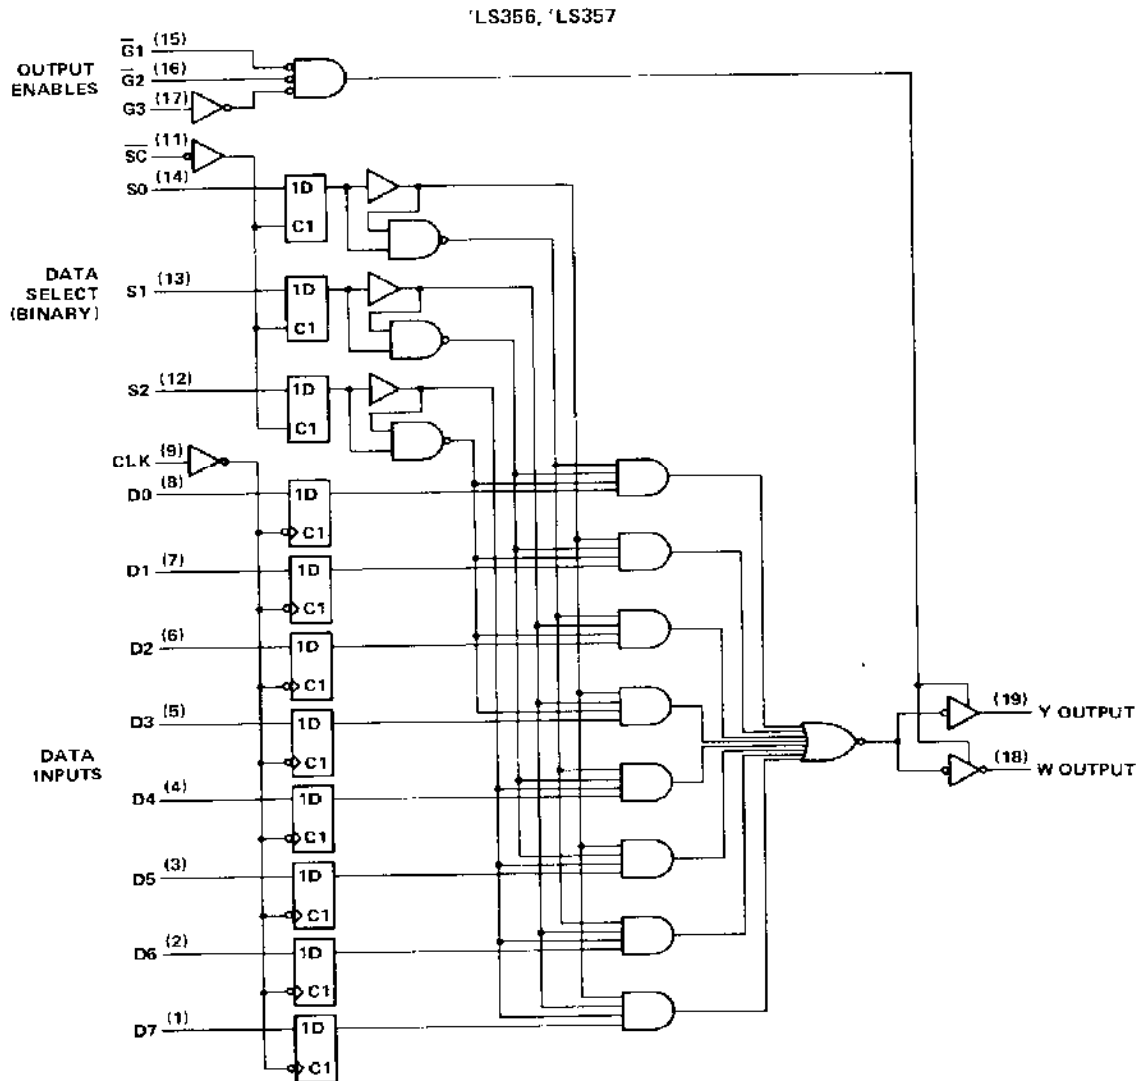 'LS356, 'LS357
OUTPUT
ENABLES
G1 (15)
G2 (16)
G3 (17)
SC (11)
S0 (14)
1D
C1
DATA
SELECT
(BINARY)
S1 (13)
1D
C1
S2 (12)
1D
C1
CLK (9)
D0 (8)
1D
C1
D1 (7)
1D
C1
D2 (6)
1D
C1
D3 (5)
1D
C1
DATA
INPUTS
D4 (4)
1D
C1
D5 (3)
1D
C1
D6 (2)
1D
C1
D7 (1)
1D
C1
(19) Y OUTPUT
(18) W OUTPUT